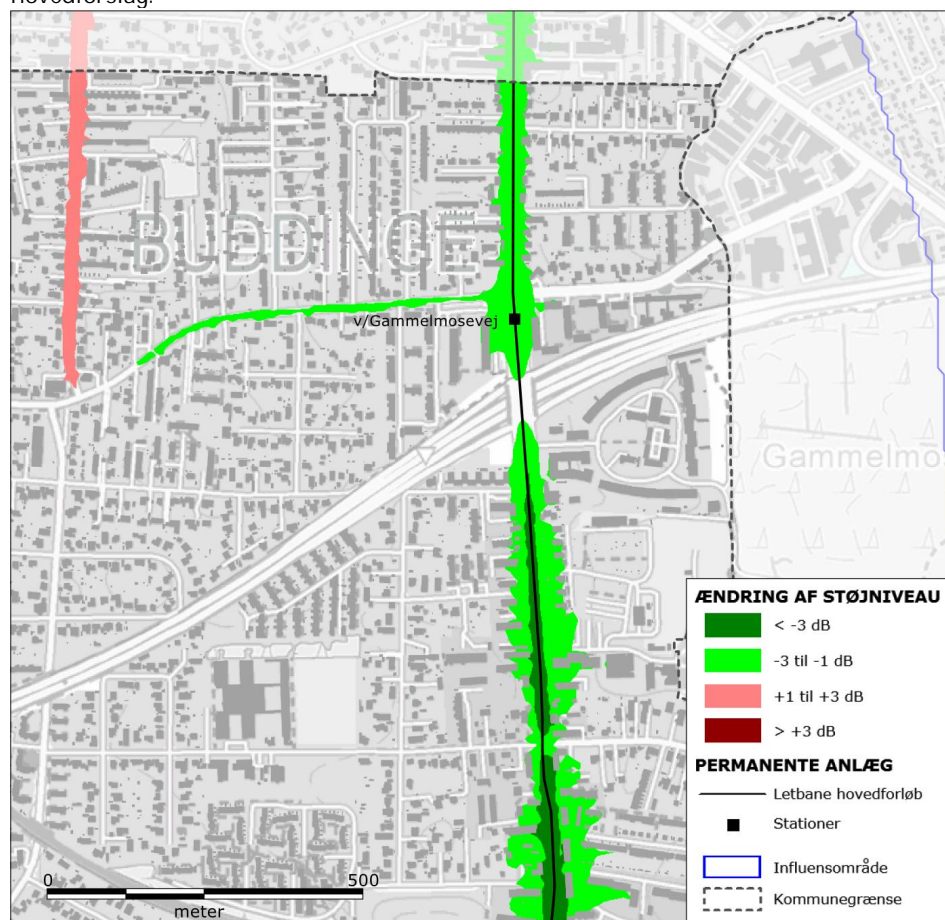 Hovedforslag.
BUDDINGE
v/Gammelmosevej
Gammelmo
ÆNDRING AF STØJNIVEAU
< -3 dB
-3 til -1 dB
+1 til +3 dB
> +3 dB
PERMANENTE ANLÆG
Letbane hovedforløb
Stationer
Influensområde
Kommunegrænse
0 500
meter